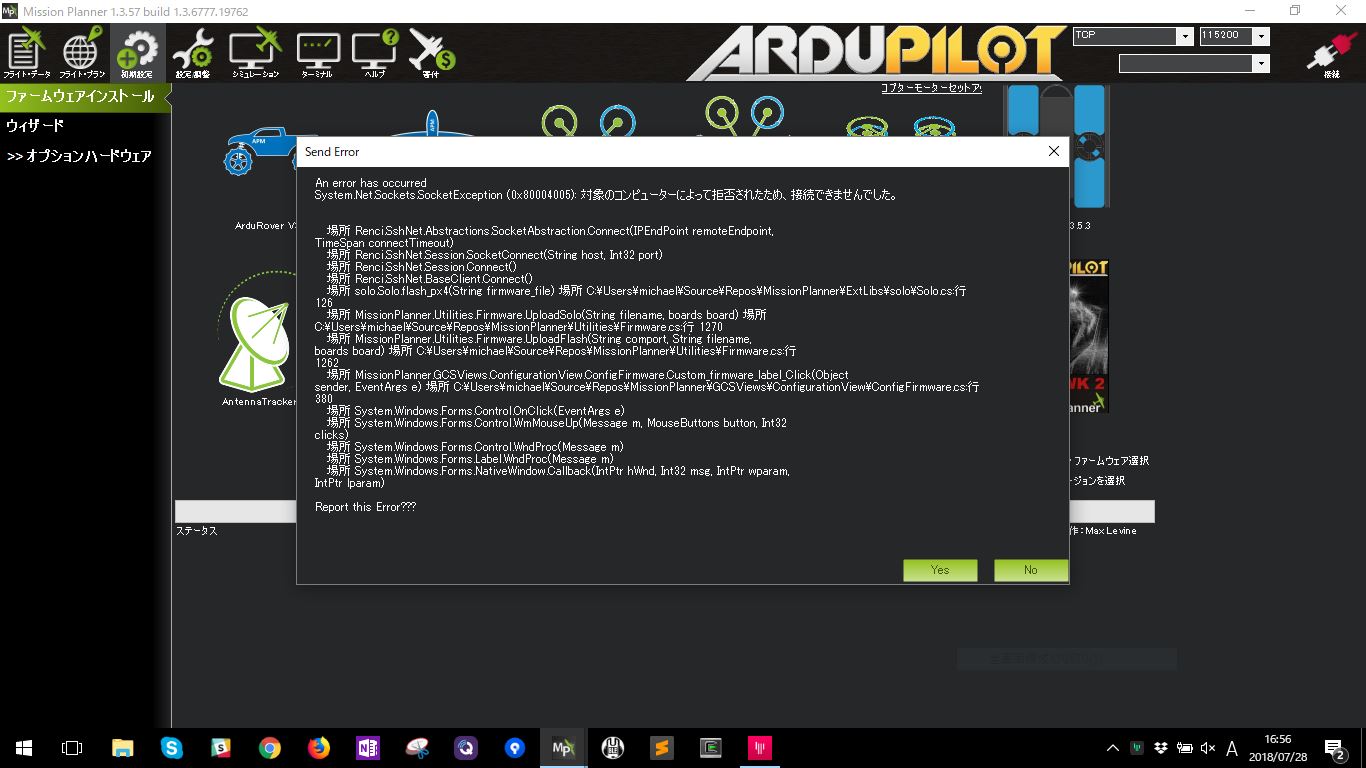 Mission Planner 1.3.57 build 1.3.6777.19762
フライト・データ
フライト・プラン
初期設定
設定/調整
シミュレーション
ターミナル
ヘルプ
寄付
ARDUPILOT
TCP
115200
接続
ファームウェアインストール
ウィザード
>> オプションハードウェア
コプターモーターセットアップ
APM
APM
ArduRover V3
3.5.3
AntennaTracker
PILOT
WK 2
anner
ファームウェア選択
ージョンを選択
ステータス
作：Max Levine
Send Error
An error has occurred
System.Net.Sockets.SocketException (0x80004005): 対象のコンピューターによって拒否されたため、接続できませんでした。
場所 Renci.SshNet.Abstractions.SocketAbstraction.Connect(IPEndPoint remoteEndpoint,
TimeSpan connectTimeout)
場所 Renci.SshNet.Session.SocketConnect(String host, Int32 port)
場所 Renci.SshNet.Session.Connect()
場所 Renci.SshNet.BaseClient.Connect()
場所 solo.Solo.flash_px4(String firmware_file) 場所 C:¥Users¥michael¥Source¥Repos¥MissionPlanner¥ExtLibs¥solo¥Solo.cs:行
126
場所 MissionPlanner.Utilities.Firmware.UploadSolo(String filename, boards board) 場所
C:¥Users¥michael¥Source¥Repos¥MissionPlanner¥Utilities¥Firmware.cs:行 1270
場所 MissionPlanner.Utilities.Firmware.UploadFlash(String comport, String filename,
boards board) 場所 C:¥Users¥michael¥Source¥Repos¥MissionPlanner¥Utilities¥Firmware.cs:行
1262
場所 MissionPlanner.GCSViews.ConfigurationView.ConfigFirmware.Custom_firmware_label_Click(Object
sender, EventArgs e) 場所 C:¥Users¥michael¥Source¥Repos¥MissionPlanner¥GCSViews¥ConfigurationView¥ConfigFirmware.cs:行
380
場所 System.Windows.Forms.Control.OnClick(EventArgs e)
場所 System.Windows.Forms.Control.WmMouseUp(Message m, MouseButtons button, Int32
clicks)
場所 System.Windows.Forms.Control.WndProc(Message m)
場所 System.Windows.Forms.Label.WndProc(Message m)
場所 System.Windows.Forms.NativeWindow.Callback(IntPtr hWnd, Int32 msg, IntPtr wparam,
IntPtr lparam)
Report this Error???
Yes
No
A
16:56
2018/07/28
2